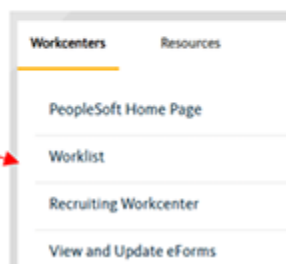 Workcenters Resources
PeopleSoft Home Page
Worklist
Recruiting Workcenter
View and Update eForms